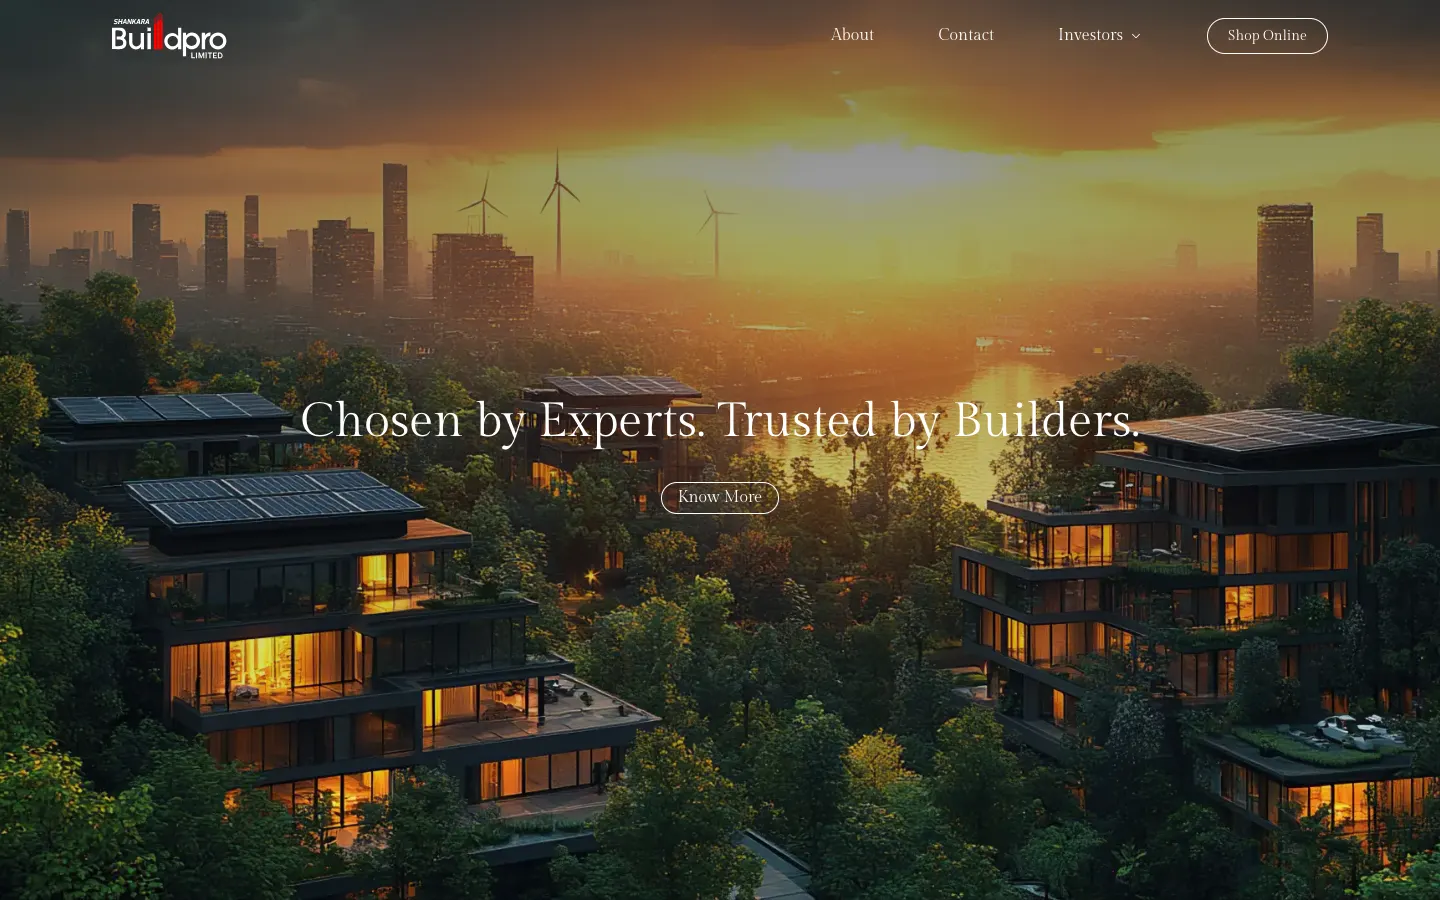 SHANKARA
Buildpro
LIMITED
About
Contact
Investors
Shop Online
Chosen by Experts. Trusted by Builders.
Know More